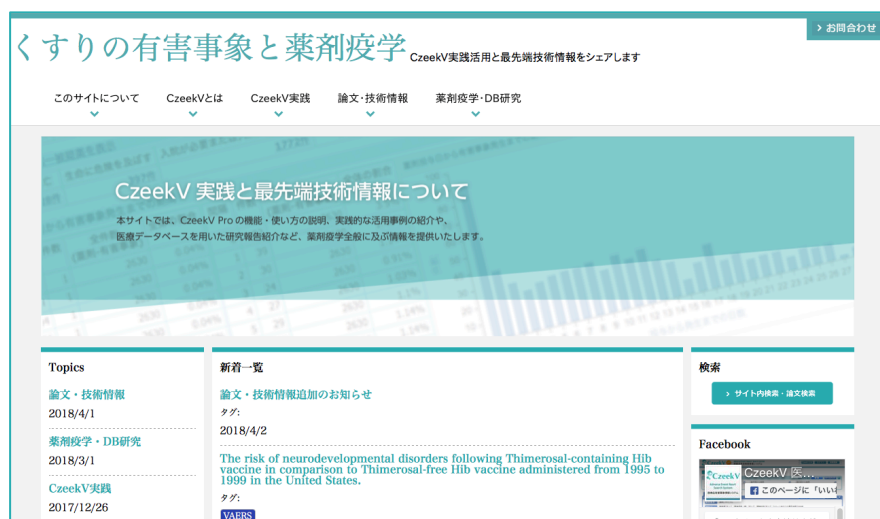 くすりの有害事象と薬剤疫学 CzeekV実践活用と最先端技術情報をシェアします
> お問合わせ
このサイトについて CzeekVとは CzeekV実践 論文・技術情報 薬剤疫学・DB研究
CzeekV 実践と最先端技術情報について
本サイトでは、CzeekV Pro の機能・使い方の説明、実践的な活用事例の紹介や、
医療データベースを用いた研究報告紹介など、薬剤疫学全般に及ぶ情報を提供いたします。
Topics
論文・技術情報
2018/4/1
薬剤疫学・DB研究
2018/3/1
CzeekV実践
2017/12/26
新着一覧
論文・技術情報追加のお知らせ
タグ:
2018/4/2
The risk of neurodevelopmental disorders following Thimerosal-containing Hib
vaccine in comparison to Thimerosal-free Hib vaccine administered from 1995 to
1999 in the United States.
タグ:
VAERS
検索
> サイト内検索・論文検索
Facebook
CzeekV
CzeekV 医...
このページに「いいね